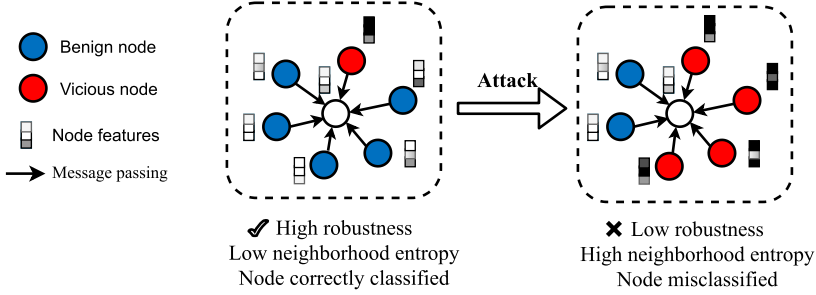 Benign node
Vicious node
Node features
Message passing
Attack
High robustness
Low neighborhood entropy
Node correctly classified
Low robustness
High neighborhood entropy
Node misclassified